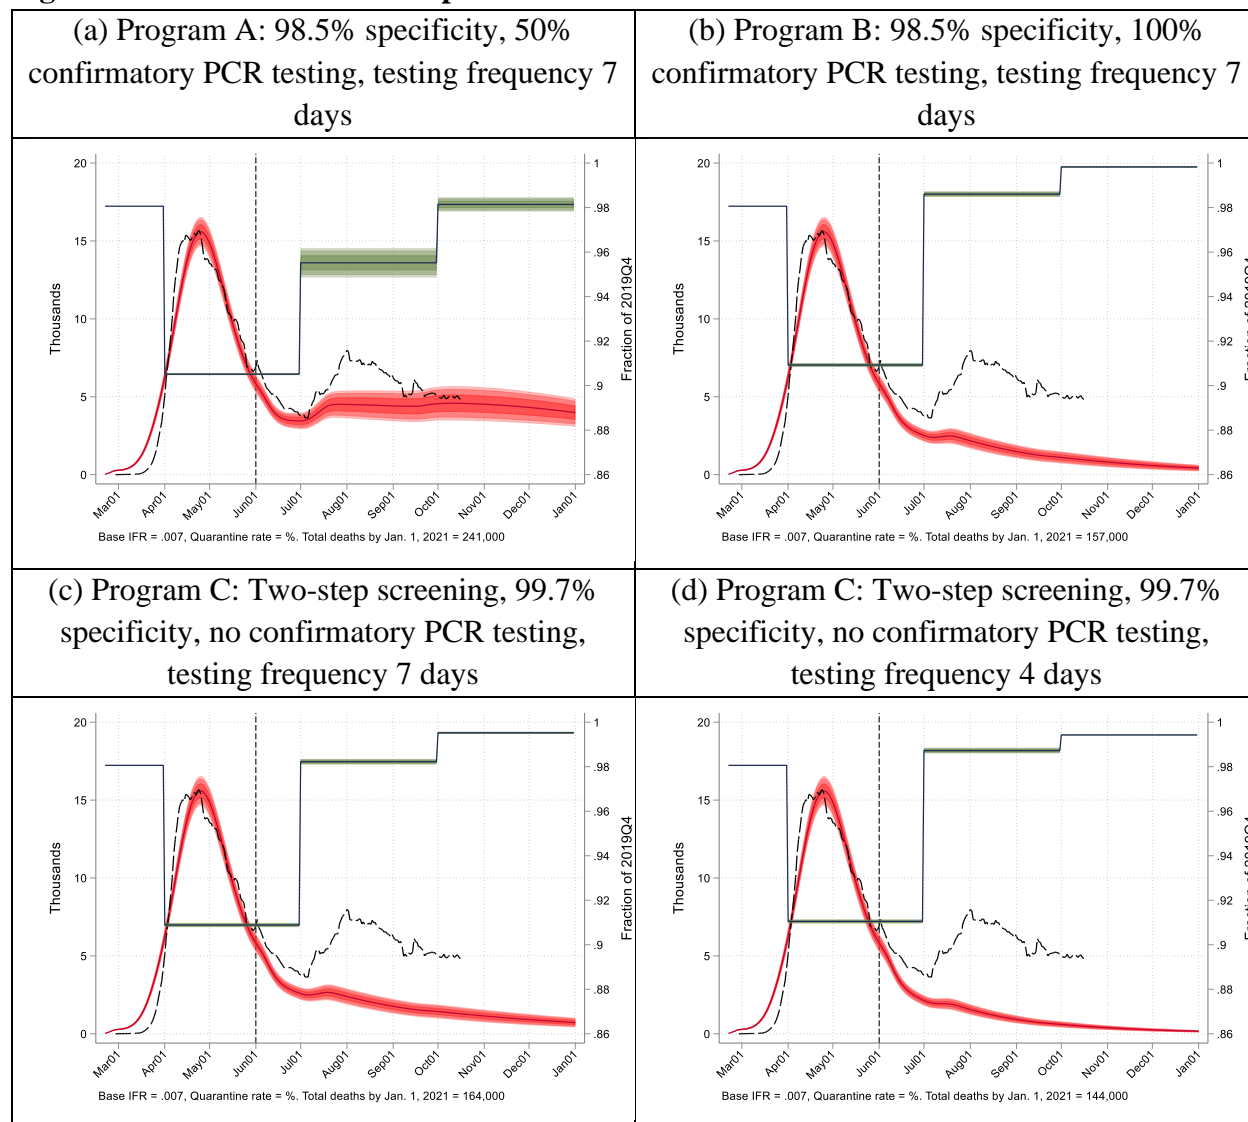 (a) Program A: 98.5% specificity, 50%
confirmatory PCR testing, testing frequency 7
days
(b) Program B: 98.5% specificity, 100%
confirmatory PCR testing, testing frequency 7
days
20
15
10
5
0
Thousands
1
.98
.96
.94
.92
.9
.88
.86
Fraction of 2019Q4
Mar01
Apr01
May01
Jun01
Jul01
Aug01
Sep01
Oct01
Nov01
Dec01
Jan01
Base IFR = .007, Quarantine rate = %. Total deaths by Jan. 1, 2021 = 241,000
20
15
10
5
0
Thousands
1
.98
.96
.94
.92
.9
.88
.86
Fraction of 2019Q4
Mar01
Apr01
May01
Jun01
Jul01
Aug01
Sep01
Oct01
Nov01
Dec01
Jan01
Base IFR = .007, Quarantine rate = %. Total deaths by Jan. 1, 2021 = 157,000
(c) Program C: Two-step screening, 99.7%
specificity, no confirmatory PCR testing,
testing frequency 7 days
(d) Program C: Two-step screening, 99.7%
specificity, no confirmatory PCR testing,
testing frequency 4 days
20
15
10
5
0
Thousands
1
.98
.96
.94
.92
.9
.88
.86
Fraction of 2019Q4
Mar01
Apr01
May01
Jun01
Jul01
Aug01
Sep01
Oct01
Nov01
Dec01
Jan01
Base IFR = .007, Quarantine rate = %. Total deaths by Jan. 1, 2021 = 164,000
20
15
10
5
0
Thousands
1
.98
.96
.94
.92
.9
.88
.86
Fraction of 2019Q4
Mar01
Apr01
May01
Jun01
Jul01
Aug01
Sep01
Oct01
Nov01
Dec01
Jan01
Base IFR = .007, Quarantine rate = %. Total deaths by Jan. 1, 2021 = 144,000